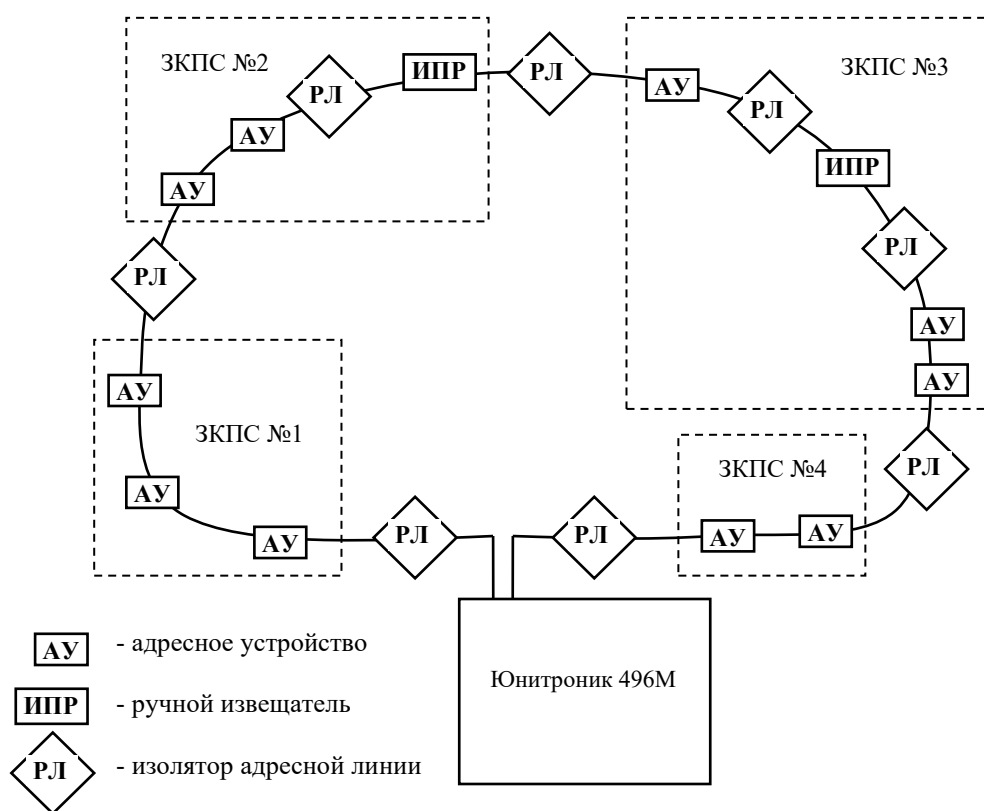 ЗКПС №2
ИПР
РЛ
ЗКПС №3
РЛ
АУ
РЛ
АУ
ИПР
АУ
РЛ
РЛ
АУ
АУ
АУ
ЗКПС №1
ЗКПС №4
РЛ
АУ
РЛ
РЛ
АУ
АУ
АУ
Юнитроник 496М
АУ - адресное устройство
ИПР - ручной извещатель
РЛ - изолятор адресной линии